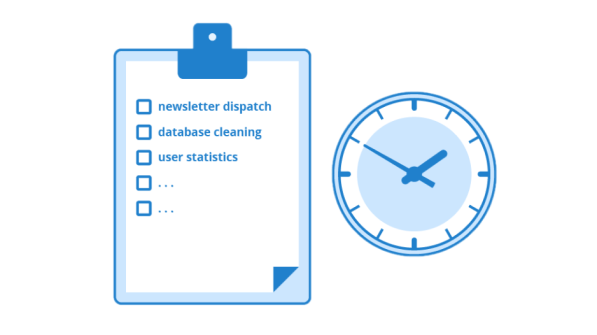 newsletter dispatch
database cleaning
user statistics
. . .
. . .